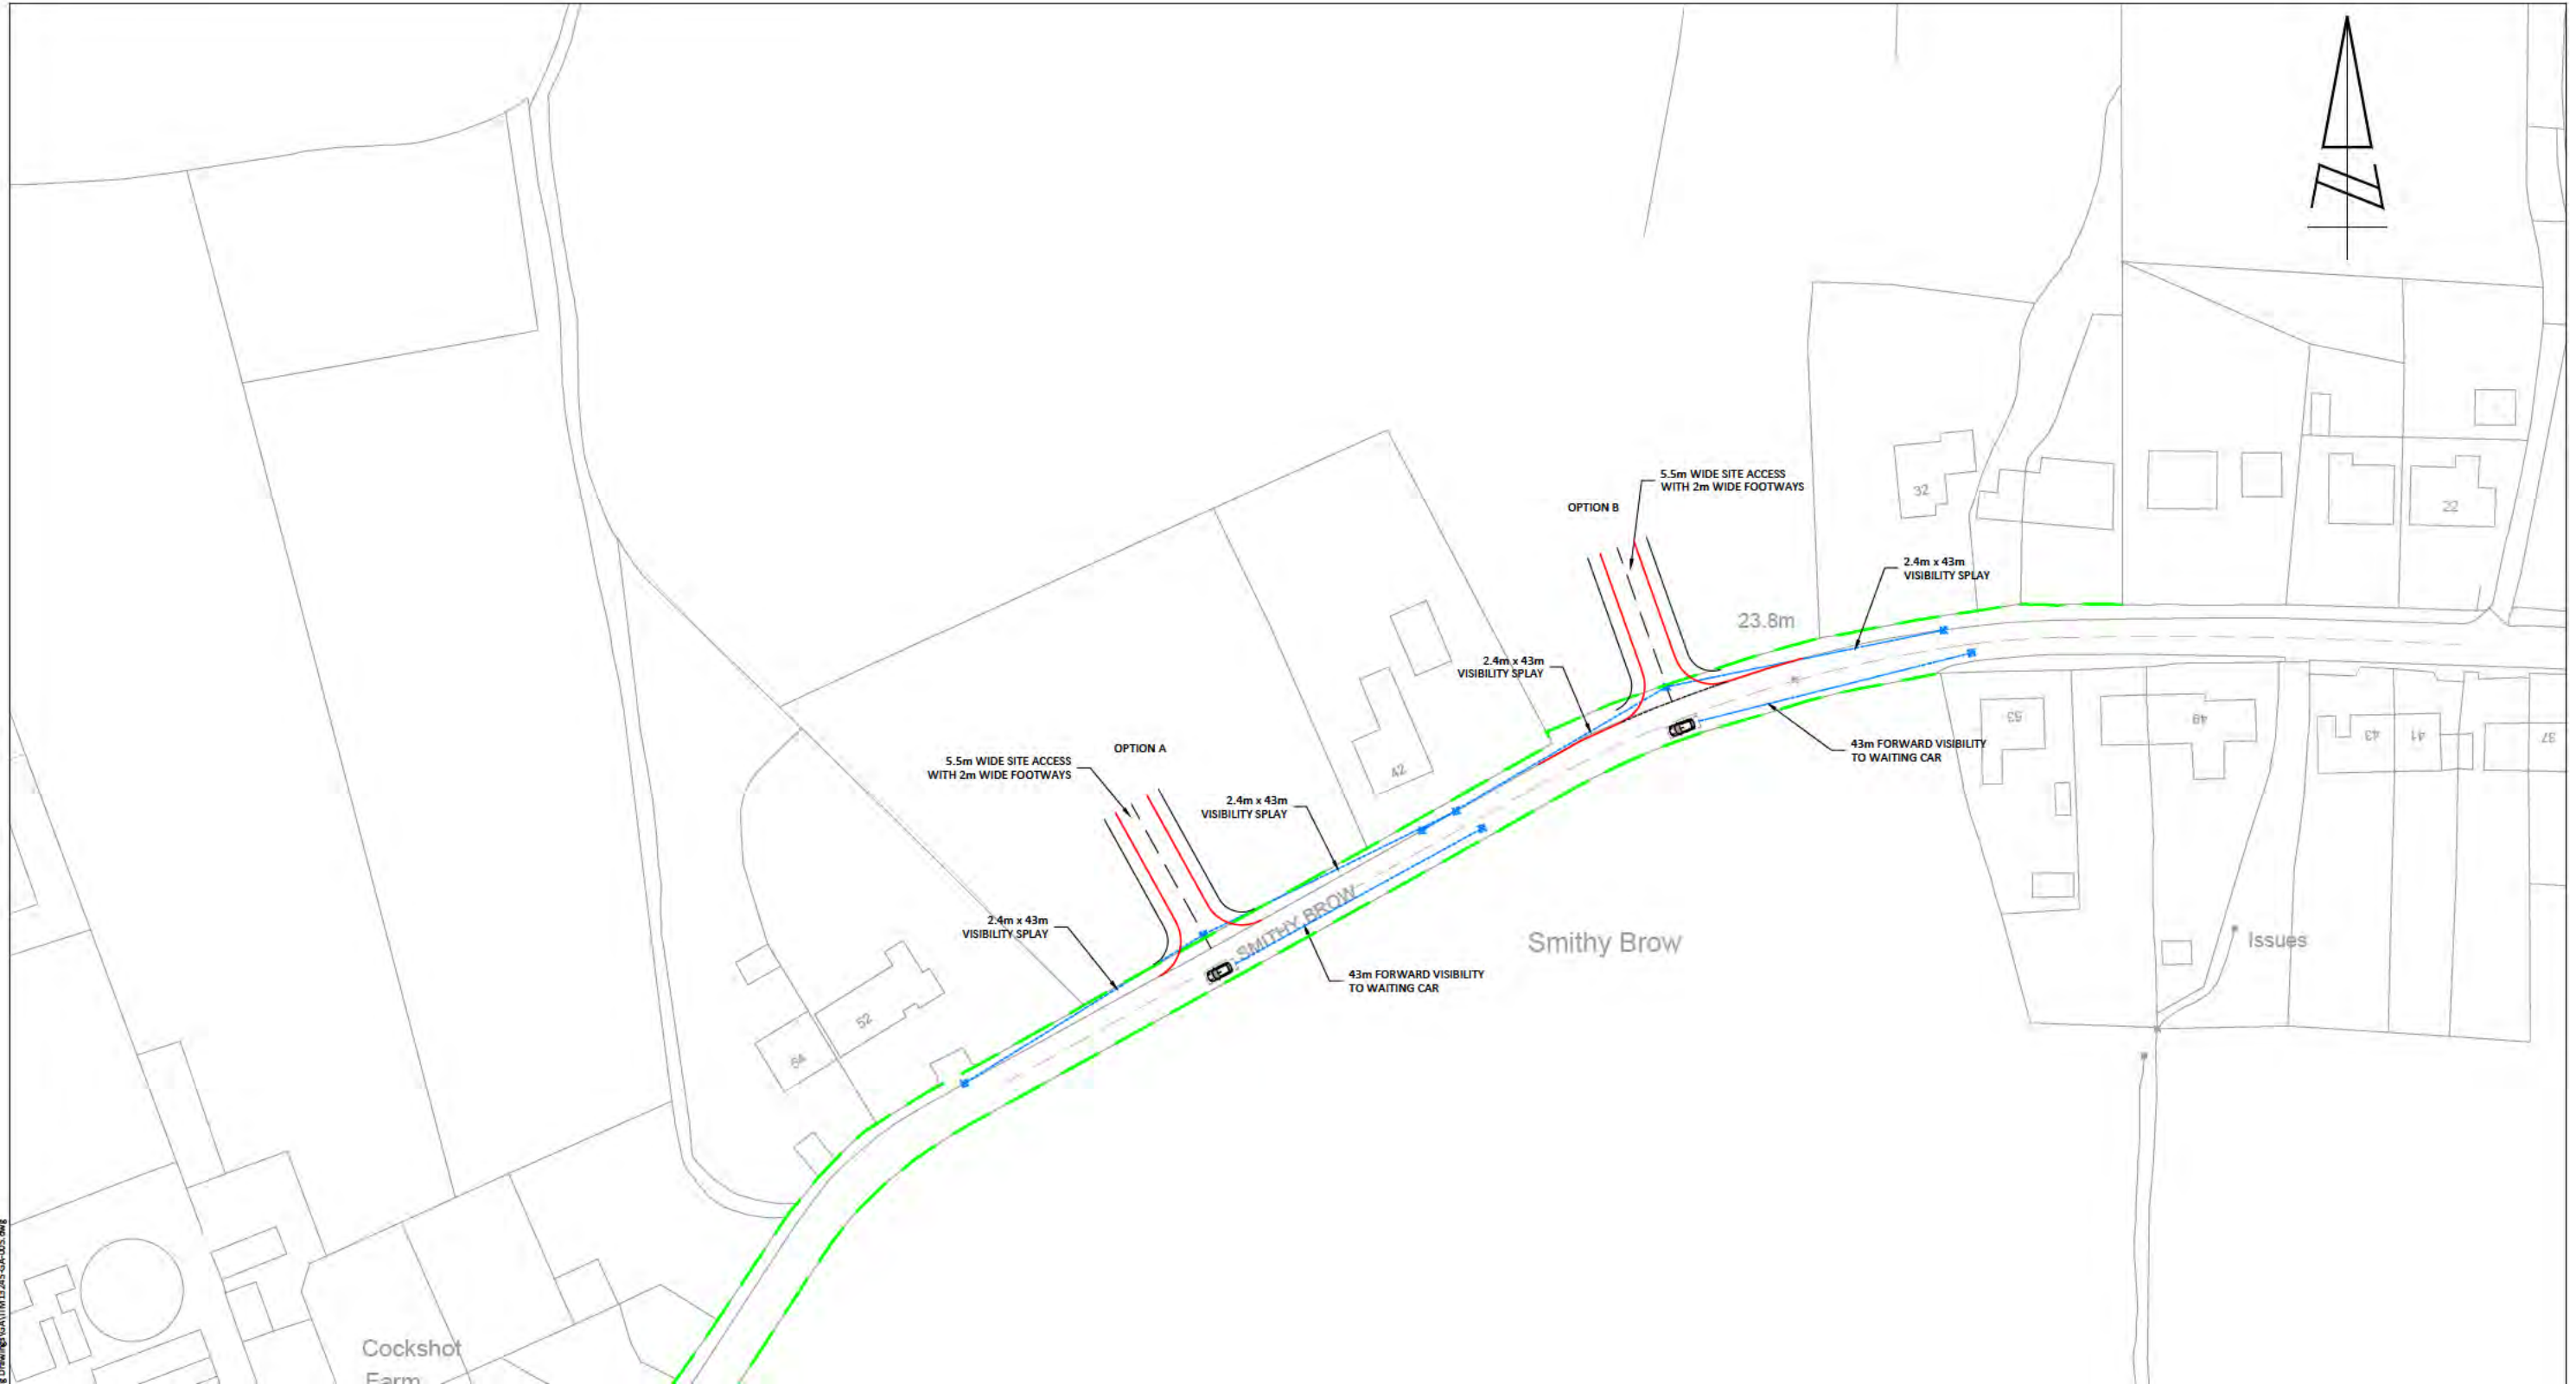 5.5m WIDE SITE ACCESS
WITH 2m WIDE FOOTWAYS
OPTION B
32
22
2.4m x 43m
VISIBILITY SPLAY
23.8m
2.4m x 43m
VISIBILITY SPLAY
53
48
43
41
37
43m FORWARD VISIBILITY
TO WAITING CAR
OPTION A
5.5m WIDE SITE ACCESS
WITH 2m WIDE FOOTWAYS
42
2.4m x 43m
VISIBILITY SPLAY
SMITHY BROW
2.4m x 43m
VISIBILITY SPLAY
Smithy Brow
Issues
43m FORWARD VISIBILITY
TO WAITING CAR
52
Cockshot
Farm